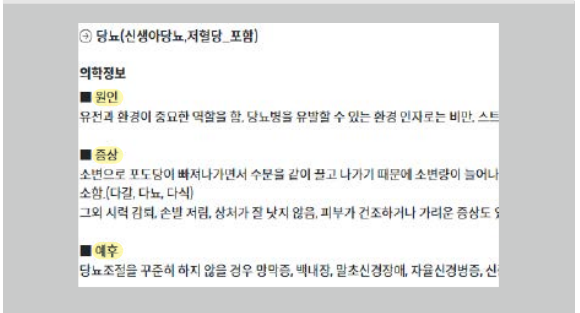 당뇨(신생아당뇨,저혈당_포함)
의학정보
■ 원인
유전과 환경이 중요한 역할을 함. 당뇨병을 유발할 수 있는 환경 인자로는 비만, 스트
■ 증상
소변으로 포도당이 빠져나가면서 수분을 같이 끌고 나가기 때문에 소변량이 늘어나
소함.(다갈, 다뇨, 다식)
그외 시력 감퇴, 손발 저림, 상처가 잘 낫지 않음, 피부가 건조하거나 가려운 증상도
■ 예후
당뇨조절을 꾸준히 하지 않을 경우 망막증, 백내장, 말초신경장애, 자율신경병증,